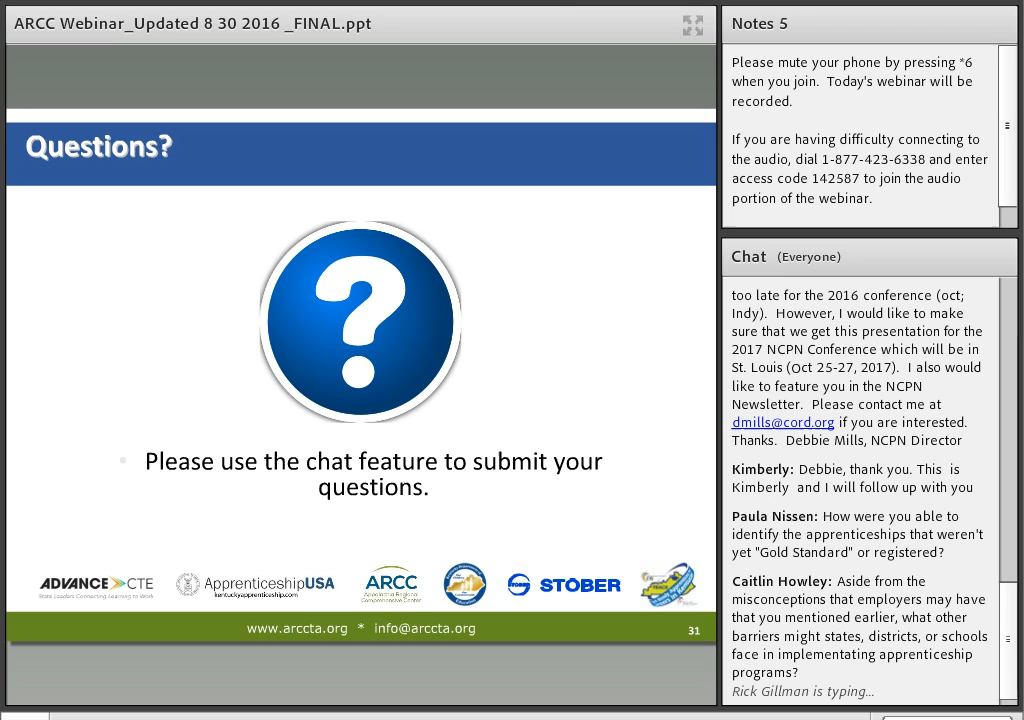 ARCC Webinar_Updated 8 30 2016 _FINAL.ppt
Questions?
?
• Please use the chat feature to submit your
questions.
ADVANCE CTE
State Leaders Connecting Learning to Work
ApprenticeshipUSA
kentuckyapprenticeship.com
ARCC
Appalachia Regional
Comprehensive Center
STOBER
www.arccta.org * info@arccta.org
31
Notes 5
Please mute your phone by pressing *6
when you join. Today's webinar will be
recorded.
If you are having difficulty connecting to
the audio, dial 1-877-423-6338 and enter
access code 142587 to join the audio
portion of the webinar.
Chat (Everyone)
too late for the 2016 conference (oct;
Indy). However, I would like to make
sure that we get this presentation for the
2017 NCPN Conference which will be in
St. Louis (Oct 25-27, 2017). I also would
like to feature you in the NCPN
Newsletter. Please contact me at
dmills@cord.org if you are interested.
Thanks. Debbie Mills, NCPN Director
Kimberly: Debbie, thank you. This is
Kimberly and I will follow up with you
Paula Nissen: How were you able to
identify the apprenticeships that weren't
yet "Gold Standard" or registered?
Caitlin Howley: Aside from the
misconceptions that employers may have
that you mentioned earlier, what other
barriers might states, districts, or schools
face in implementating apprenticeship
programs?
Rick Gillman is typing...